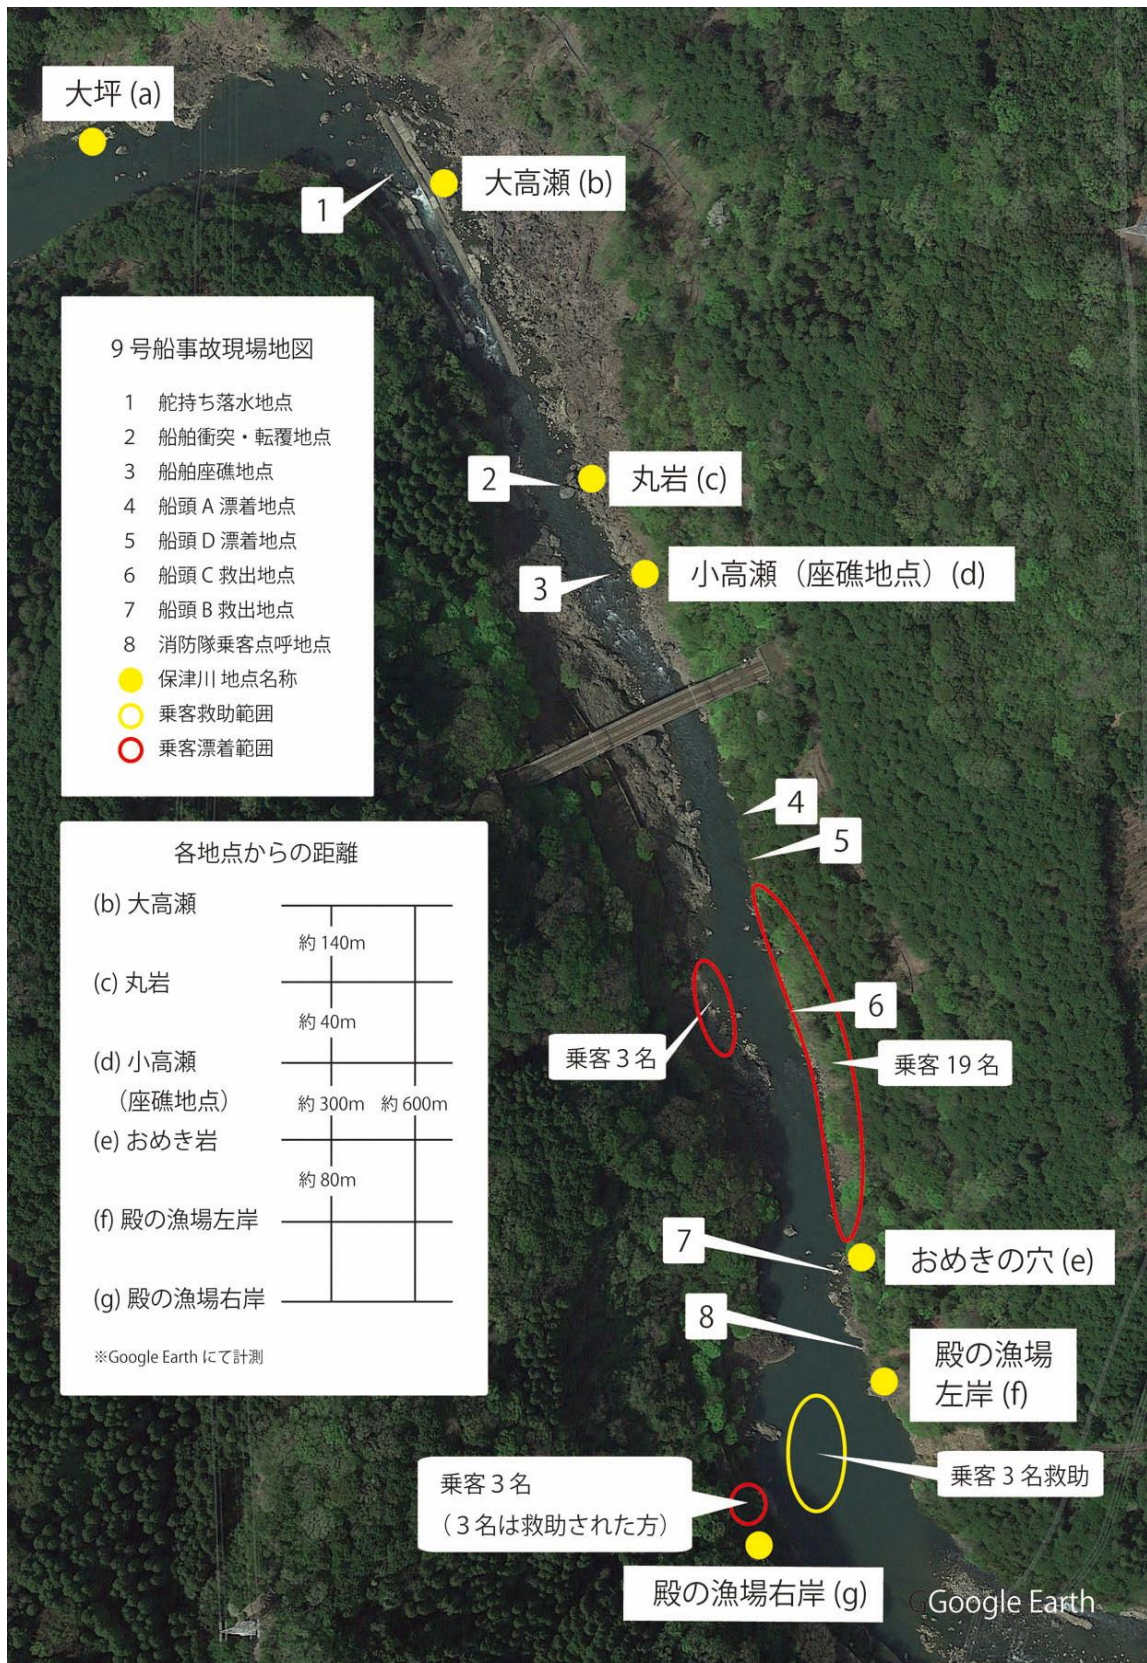 大坪 (a)
大高瀬 (b)
1
9 号船事故現場地図
1 舵持ち落水地点
2 船舶衝突・転覆地点
3 船舶座礁地点
4 船頭 A 漂着地点
5 船頭 D 漂着地点
6 船頭 C 救出地点
7 船頭 B 救出地点
8 消防隊乗客点呼地点
保津川 地点名称
乗客救助範囲
乗客漂着範囲
2
丸岩 (c)
3
小高瀬（座礁地点）(d)
4
5
各地点からの距離
(b) 大高瀬
約 140m
(c) 丸岩
約 40m
(d) 小高瀬
（座礁地点）
約 300m 約 600m
(e) おめき岩
約 80m
(f) 殿の漁場左岸
(g) 殿の漁場右岸
※Google Earth にて計測
6
乗客 3 名
乗客 19 名
7
おめきの穴 (e)
8
殿の漁場
左岸 (f)
乗客 3 名救助
乗客 3 名
（3 名は救助された方）
殿の漁場右岸 (g)
GGoogle Earth